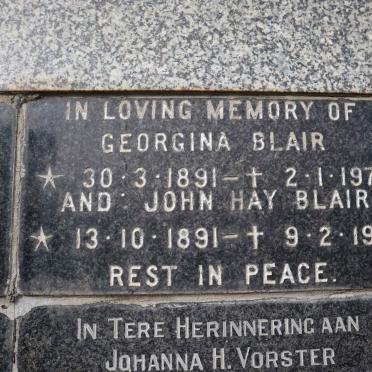 IN LOVING MEMORY OF
GEORGINA BLAIR
★ 30·3·1891–✝ 2·1·197
AND: JOHN HAY BLAIR
★ 13·10·1891–✝ 9·2·19
REST IN PEACE.
IN TERE HERINNERING AAN
JOHANNA H. VORSTER